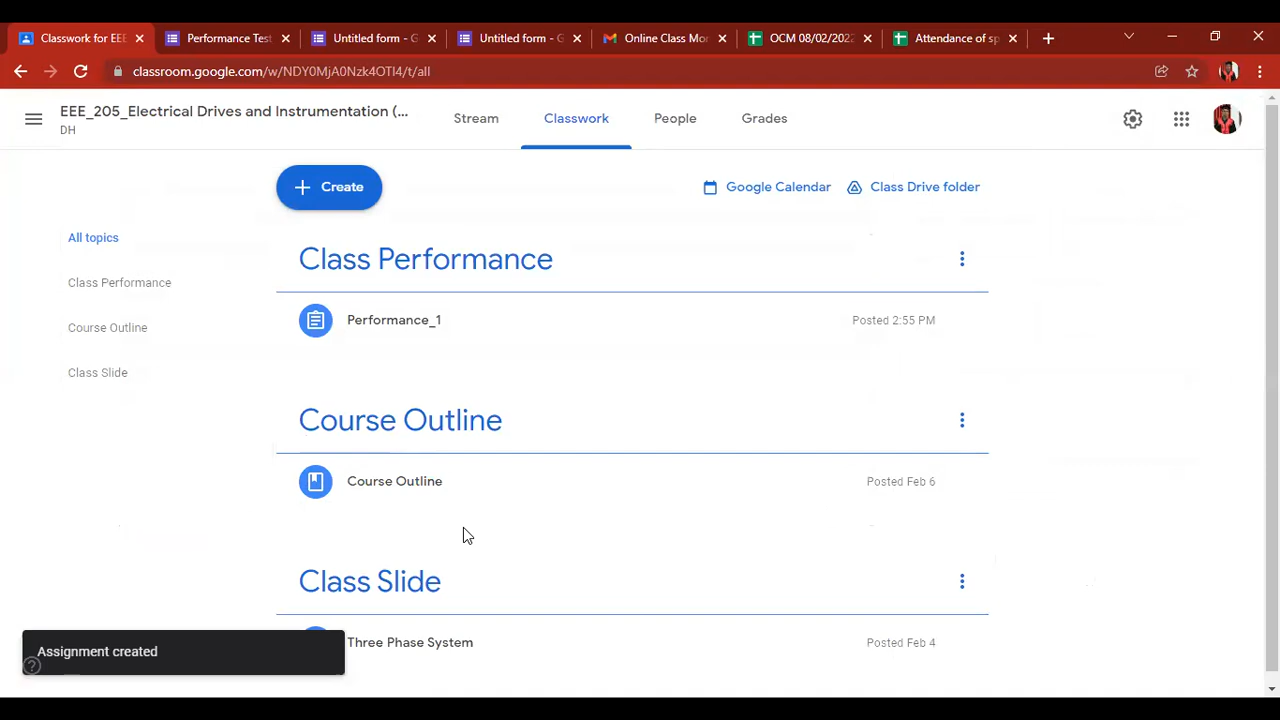 Classwork for EEE
Performance Test
Untitled form - G
Untitled form - G
Online Class Mor
OCM 08/02/2022
Attendance of sp
classroom.google.com/w/NDY0MjA0Nzk4OTI4/t/all
EEE_205_Electrical Drives and Instrumentation (...
DH
Stream
Classwork
People
Grades
Create
Google Calendar
Class Drive folder
All topics
Class Performance
Course Outline
Class Slide
Class Performance
Performance_1
Posted 2:55 PM
Course Outline
Course Outline
Posted Feb 6
Class Slide
Three Phase System
Posted Feb 4
Assignment created